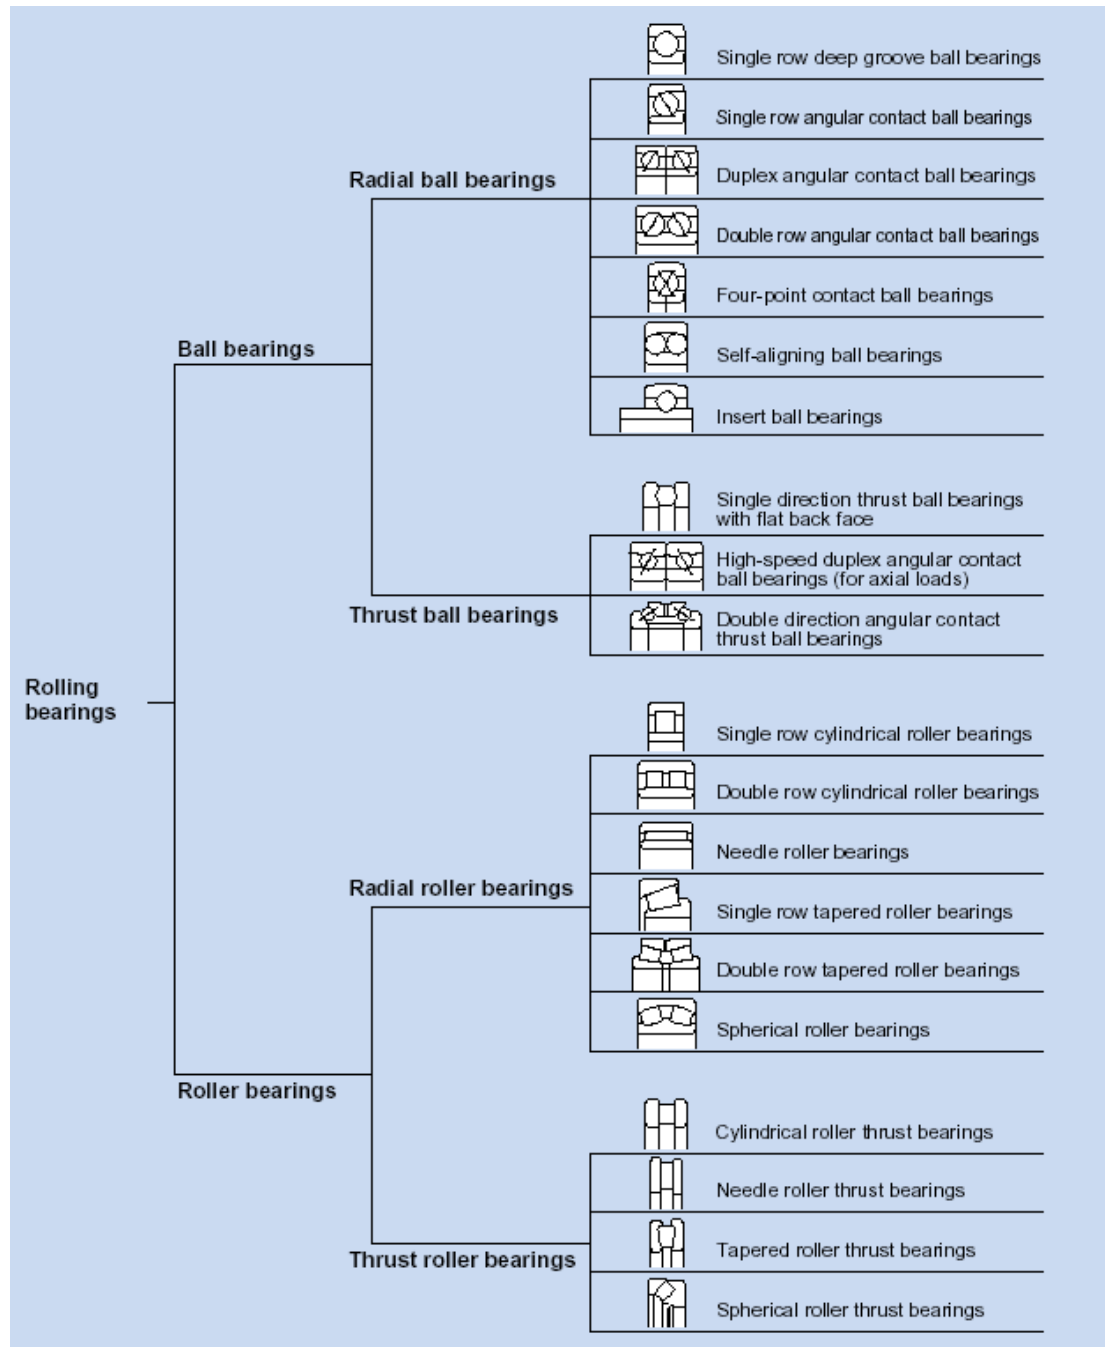 Single row deep groove ball bearings
Single row angular contact ball bearings
Radial ball bearings
Duplex angular contact ball bearings
Double row angular contact ball bearings
Four-point contact ball bearings
Ball bearings
Self-aligning ball bearings
Insert ball bearings
Single direction thrust ball bearings
with flat back face
High-speed duplex angular contact
ball bearings (for axial loads)
Thrust ball bearings
Double direction angular contact
thrust ball bearings
Rolling
bearings
Single row cylindrical roller bearings
Double row cylindrical roller bearings
Needle roller bearings
Radial roller bearings
Single row tapered roller bearings
Double row tapered roller bearings
Spherical roller bearings
Roller bearings
Cylindrical roller thrust bearings
Needle roller thrust bearings
Thrust roller bearings
Tapered roller thrust bearings
Spherical roller thrust bearings